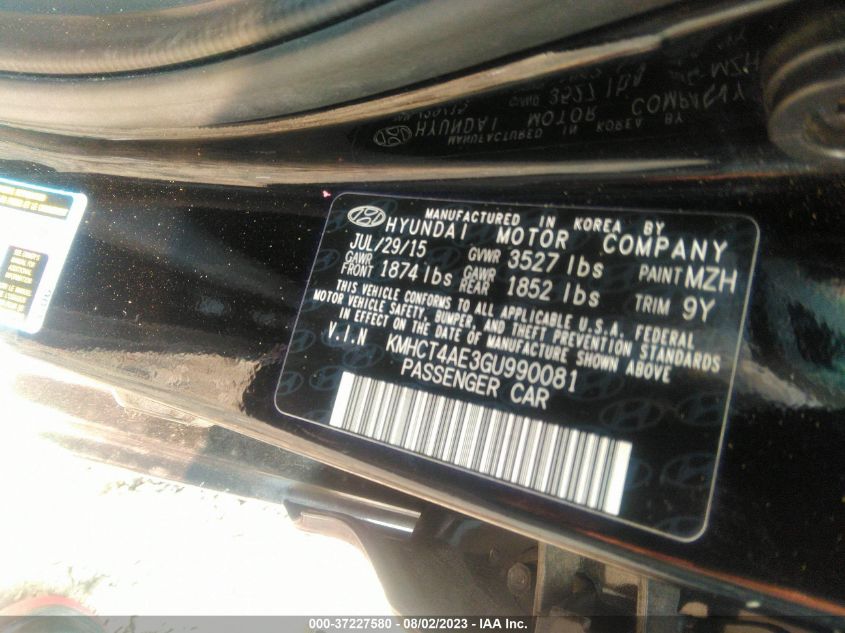 MANUFACTURED IN KOREA BY
HYUNDAI MOTOR COMPANY
JUL/29/15 GVWR 3527 lbs PAINT MZH
GAWR FRONT 1874 lbs GAWR REAR 1852 lbs TRIM 9Y
THIS VEHICLE CONFORMS TO ALL APPLICABLE U.S.A. FEDERAL
MOTOR VEHICLE SAFETY, BUMPER, AND THEFT PREVENTION STANDARDS
IN EFFECT ON THE DATE OF MANUFACTURE SHOWN ABOVE
V.I.N KMHCT4AE3GU990081
PASSENGER CAR
000-37227580 - 08/02/2023 - IAA Inc.